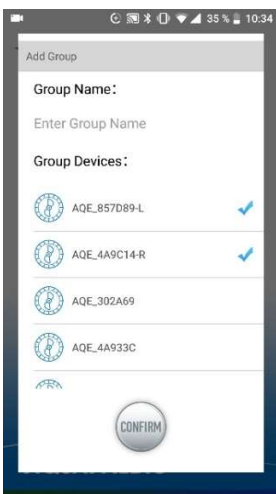 35 % 10:34
Add Group
Group Name:
Enter Group Name
Group Devices:
AQE_857D89-L
AQE_4A9C14-R
AQE_302A69
AQE_4A933C
CONFIRM